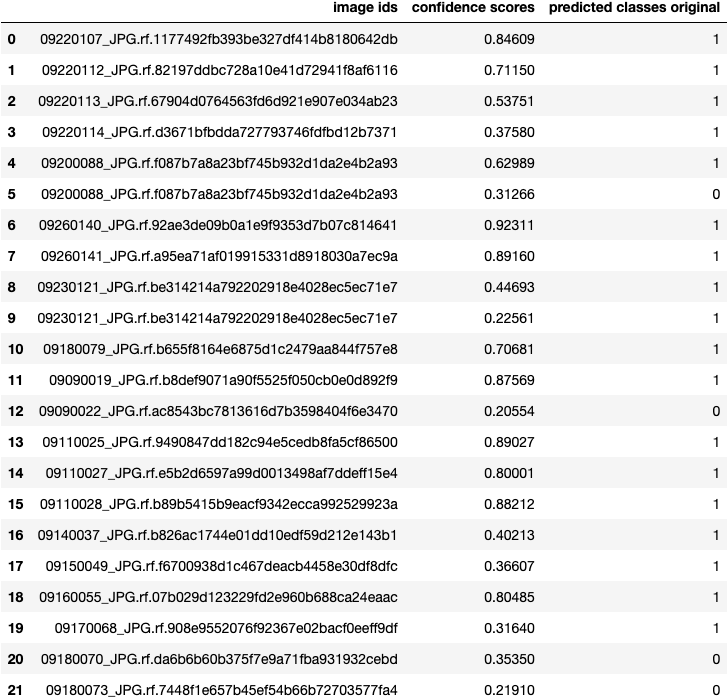 image ids confidence scores predicted classes original
0 09220107_JPG.rf.1177492fb393be327df414b8180642db 0.84609 1
1 09220112_JPG.rf.82197ddbc728a10e41d72941f8af6116 0.71150 1
2 09220113_JPG.rf.67904d0764563fd6d921e907e034ab23 0.53751 1
3 09220114_JPG.rf.d3671bfbdda727793746fdfbd12b7371 0.37580 1
4 09200088_JPG.rf.f087b7a8a23bf745b932d1da2e4b2a93 0.62989 1
5 09200088_JPG.rf.f087b7a8a23bf745b932d1da2e4b2a93 0.31266 0
6 09260140_JPG.rf.92ae3de09b0a1e9f9353d7b07c814641 0.92311 1
7 09260141_JPG.rf.a95ea71af019915331d8918030a7ec9a 0.89160 1
8 09230121_JPG.rf.be314214a792202918e4028ec5ec71e7 0.44693 1
9 09230121_JPG.rf.be314214a792202918e4028ec5ec71e7 0.22561 1
10 09180079_JPG.rf.b655f8164e6875d1c2479aa844f757e8 0.70681 1
11 09090019_JPG.rf.b8def9071a90f5525f050cb0e0d892f9 0.87569 1
12 09090022_JPG.rf.ac8543bc7813616d7b3598404f6e3470 0.20554 0
13 09110025_JPG.rf.9490847dd182c94e5cedb8fa5cf86500 0.89027 1
14 09110027_JPG.rf.e5b2d6597a99d0013498af7ddeff15e4 0.80001 1
15 09110028_JPG.rf.b89b5415b9eacf9342ecca992529923a 0.88212 1
16 09140037_JPG.rf.b826ac1744e01dd10edf59d212e143b1 0.40213 1
17 09150049_JPG.rf.f6700938d1c467deacb4458e30df8dfc 0.36607 1
18 09160055_JPG.rf.07b029d123229fd2e960b688ca24eaac 0.80485 1
19 09170068_JPG.rf.908e9552076f92367e02bacf0eeff9df 0.31640 1
20 09180070_JPG.rf.da6b6b60b375f7e9a71fba931932cebd 0.35350 0
21 09180073_JPG.rf.7448f1e657b45ef54b66b72703577fa4 0.21910 0